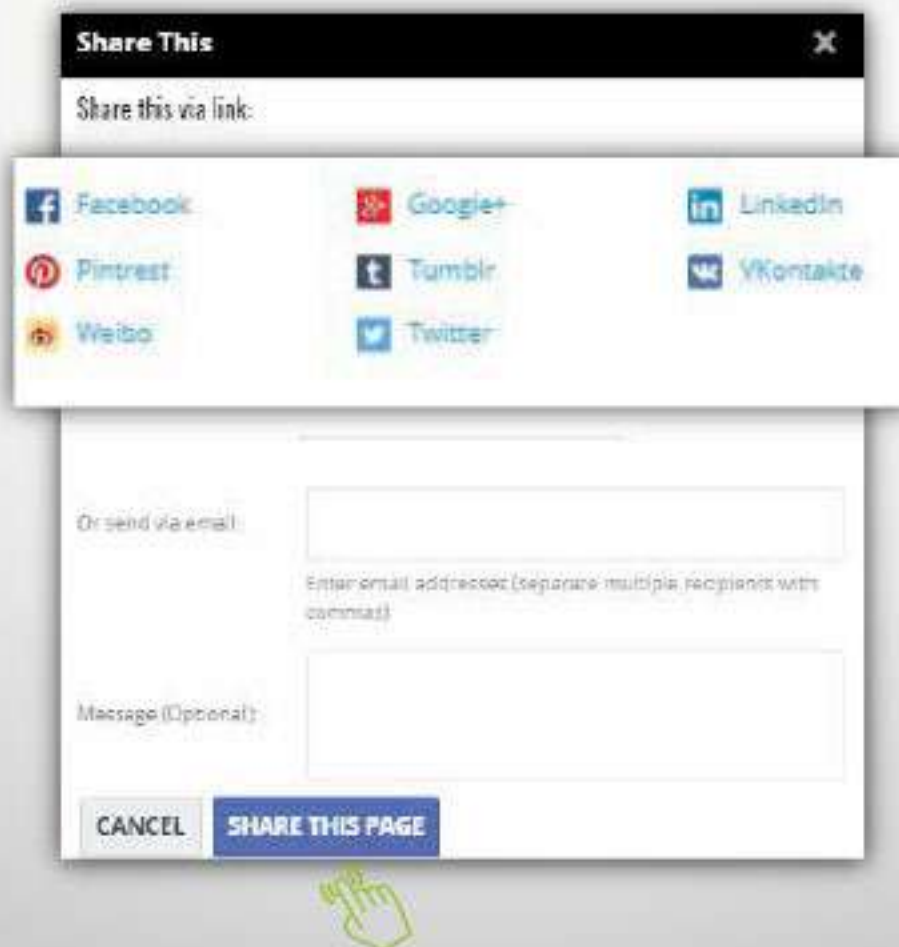 Share This
Share this via link:
Facebook Google+ LinkedIn
Pintrest Tumblr VKontakte
Weibo Twitter
Or send via email:
Enter email addresses (separate multiple recipients with
commas)
Message (Optional):
CANCEL SHARE THIS PAGE